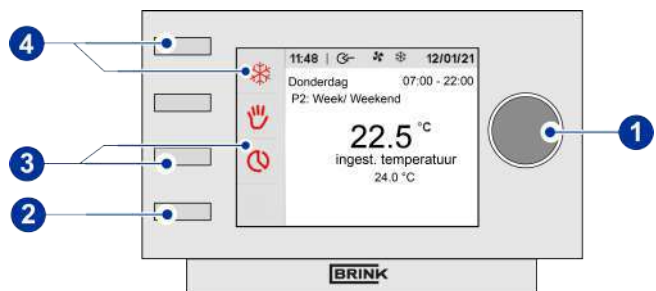 4
11:48 | 12/01/21
Donderdag 07:00 - 22:00
P2: Week/ Weekend
22.5 °C
ingest. temperatuur
24.0 °C
1
3
2
BRINK